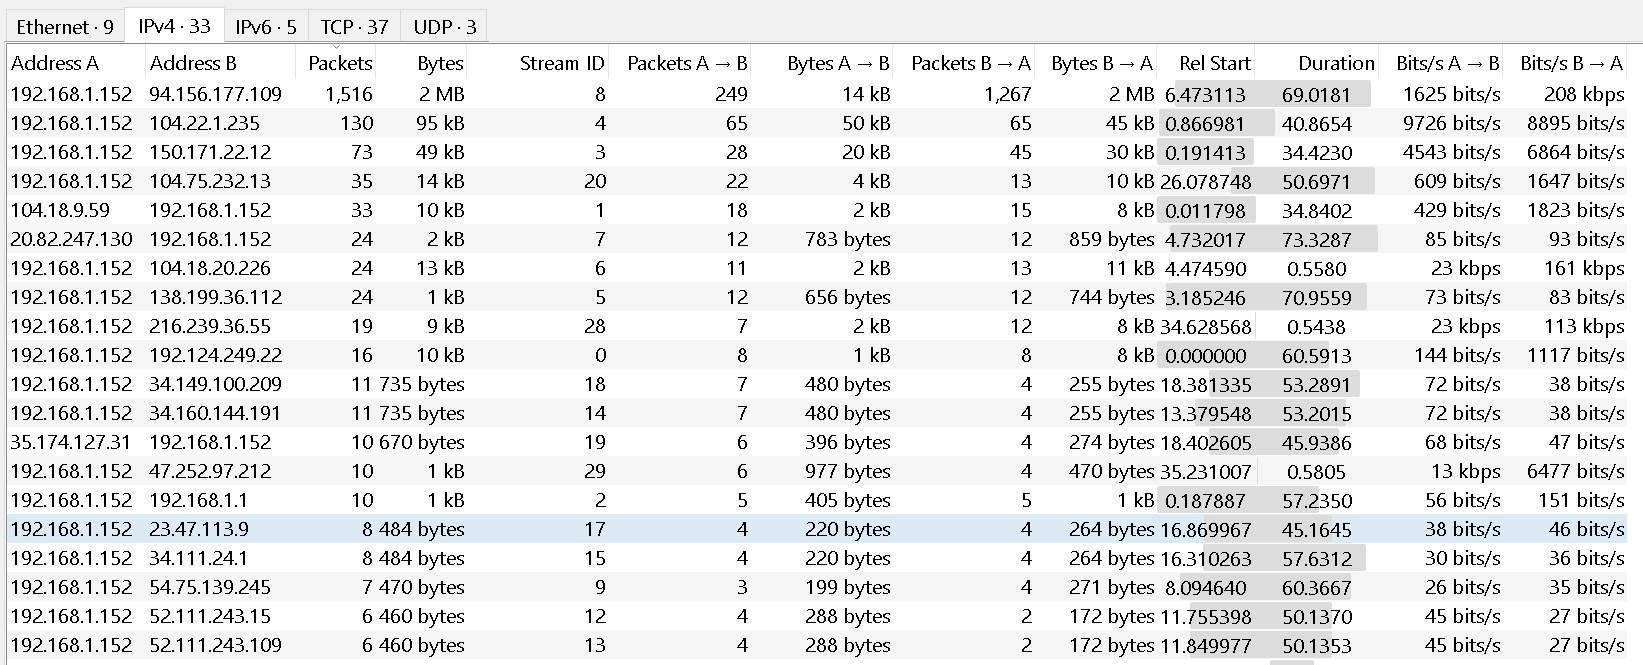 Ethernet · 9 IPv4 · 33 IPv6 · 5 TCP · 37 UDP · 3
Address A Address B Packets Bytes Stream ID Packets A → B Bytes A → B Packets B → A Bytes B → A Rel Start Duration Bits/s A → B Bits/s B → A
192.168.1.152 94.156.177.109 1,516 2 MB 8 249 14 kB 1,267 2 MB 6.473113 69.0181 1625 bits/s 208 kbps
192.168.1.152 104.22.1.235 130 95 kB 4 65 50 kB 65 45 kB 0.866981 40.8654 9726 bits/s 8895 bits/s
192.168.1.152 150.171.22.12 73 49 kB 3 28 20 kB 45 30 kB 0.191413 34.4230 4543 bits/s 6864 bits/s
192.168.1.152 104.75.232.13 35 14 kB 20 22 4 kB 13 10 kB 26.078748 50.6971 609 bits/s 1647 bits/s
104.18.9.59 192.168.1.152 33 10 kB 1 18 2 kB 15 8 kB 0.011798 34.8402 429 bits/s 1823 bits/s
20.82.247.130 192.168.1.152 24 2 kB 7 12 783 bytes 12 859 bytes 4.732017 73.3287 85 bits/s 93 bits/s
192.168.1.152 104.18.20.226 24 13 kB 6 11 2 kB 13 11 kB 4.474590 0.5580 23 kbps 161 kbps
192.168.1.152 138.199.36.112 24 1 kB 5 12 656 bytes 12 744 bytes 3.185246 70.9559 73 bits/s 83 bits/s
192.168.1.152 216.239.36.55 19 9 kB 28 7 2 kB 12 8 kB 34.628568 0.5438 23 kbps 113 kbps
192.168.1.152 192.124.249.22 16 10 kB 0 8 1 kB 8 8 kB 0.000000 60.5913 144 bits/s 1117 bits/s
192.168.1.152 34.149.100.209 11 735 bytes 18 7 480 bytes 4 255 bytes 18.381335 53.2891 72 bits/s 38 bits/s
192.168.1.152 34.160.144.191 11 735 bytes 14 7 480 bytes 4 255 bytes 13.379548 53.2015 72 bits/s 38 bits/s
35.174.127.31 192.168.1.152 10 670 bytes 19 6 396 bytes 4 274 bytes 18.402605 45.9386 68 bits/s 47 bits/s
192.168.1.152 47.252.97.212 10 1 kB 29 6 977 bytes 4 470 bytes 35.231007 0.5805 13 kbps 6477 bits/s
192.168.1.152 192.168.1.1 10 1 kB 2 5 405 bytes 5 1 kB 0.187887 57.2350 56 bits/s 151 bits/s
192.168.1.152 23.47.113.9 8 484 bytes 17 4 220 bytes 4 264 bytes 16.869967 45.1645 38 bits/s 46 bits/s
192.168.1.152 34.111.24.1 8 484 bytes 15 4 220 bytes 4 264 bytes 16.310263 57.6312 30 bits/s 36 bits/s
192.168.1.152 54.75.139.245 7 470 bytes 9 3 199 bytes 4 271 bytes 8.094640 60.3667 26 bits/s 35 bits/s
192.168.1.152 52.111.243.15 6 460 bytes 12 4 288 bytes 2 172 bytes 11.755398 50.1370 45 bits/s 27 bits/s
192.168.1.152 52.111.243.109 6 460 bytes 13 4 288 bytes 2 172 bytes 11.849977 50.1353 45 bits/s 27 bits/s